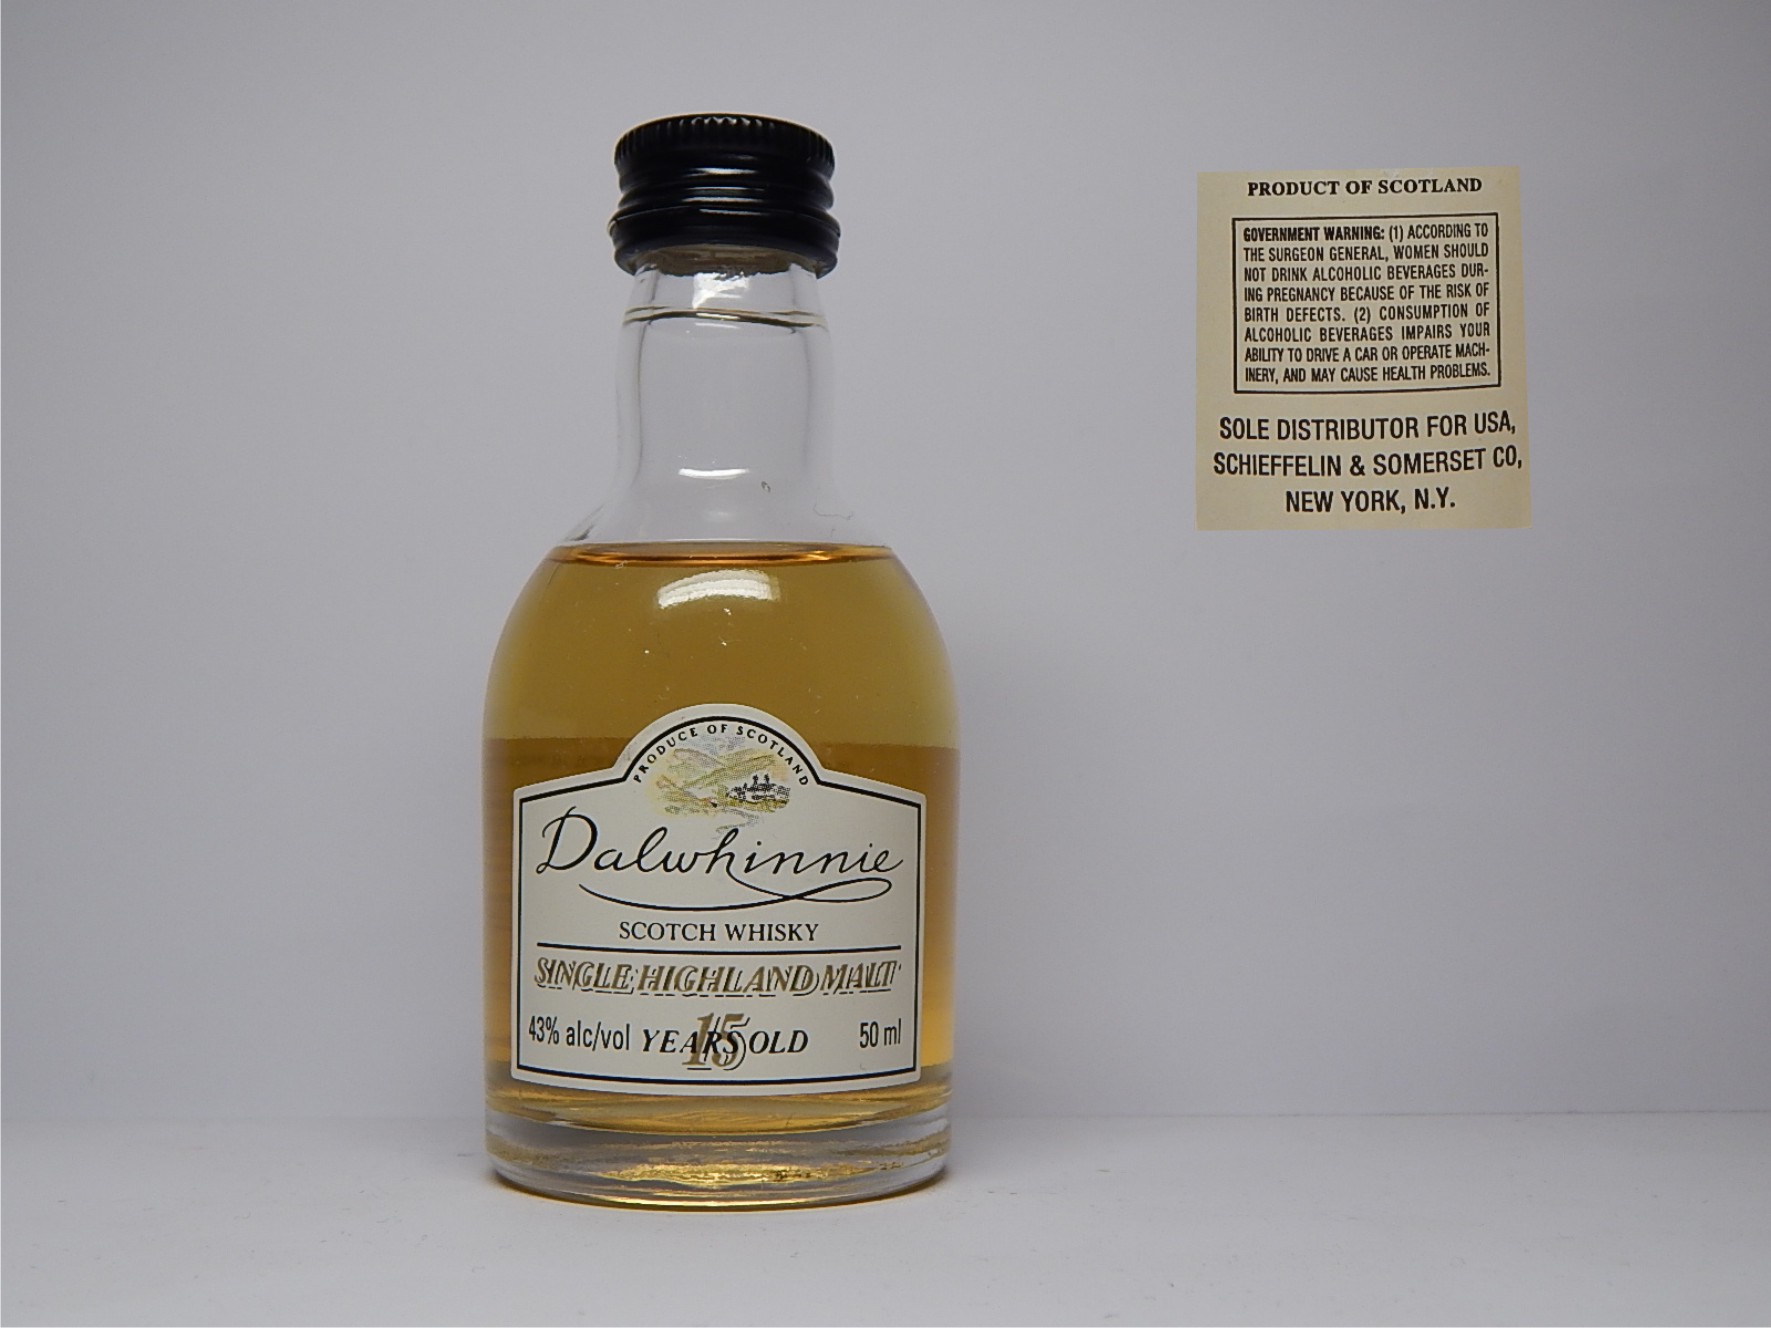 PRODUCE OF SCOTLAND
Dalwhinnie
SCOTCH WHISKY
SINGLE HIGHLAND MALT
43% alc/vol YEARS 15 OLD 50 ml
PRODUCT OF SCOTLAND
GOVERNMENT WARNING: (1) ACCORDING TO
THE SURGEON GENERAL, WOMEN SHOULD
NOT DRINK ALCOHOLIC BEVERAGES DUR-
ING PREGNANCY BECAUSE OF THE RISK OF
BIRTH DEFECTS. (2) CONSUMPTION OF
ALCOHOLIC BEVERAGES IMPAIRS YOUR
ABILITY TO DRIVE A CAR OR OPERATE MACH-
INERY, AND MAY CAUSE HEALTH PROBLEMS.
SOLE DISTRIBUTOR FOR USA,
SCHIEFFELIN & SOMERSET CO,
NEW YORK, N.Y.